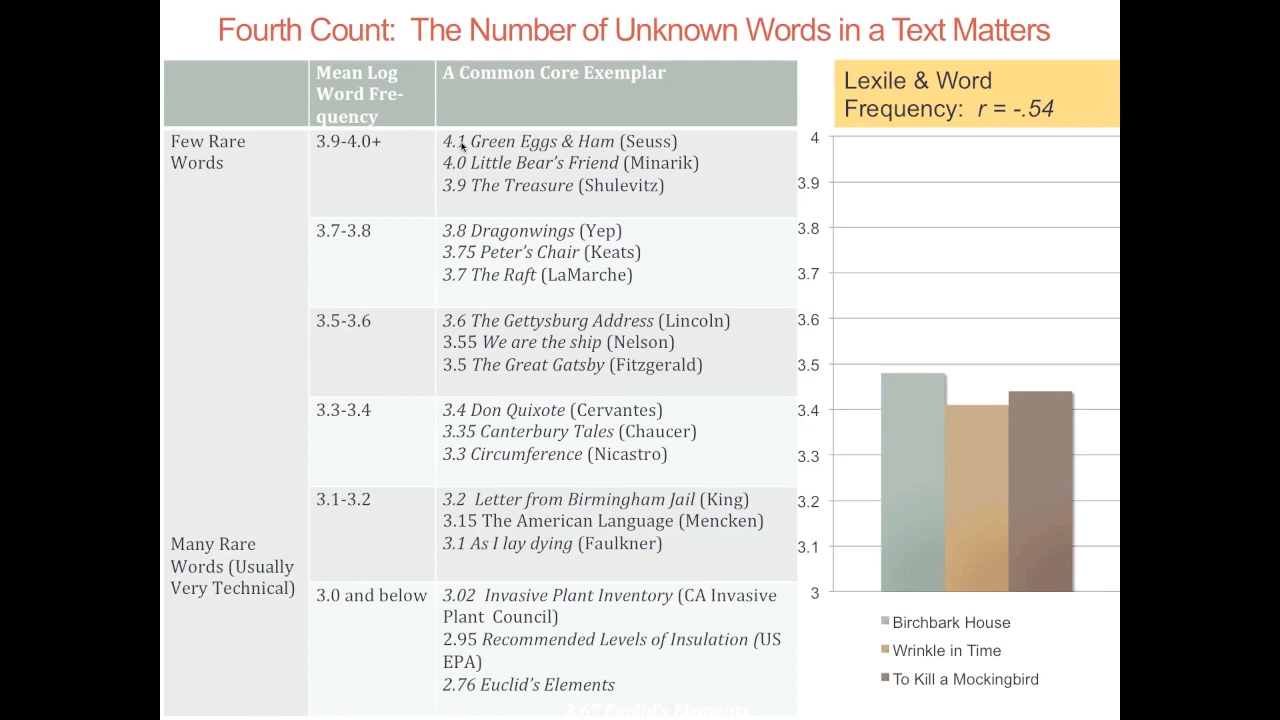 Fourth Count: The Number of Unknown Words in a Text Matters
Mean Log
Word Fre-
quency
A Common Core Exemplar
Few Rare
Words
3.9-4.0+
4.1 Green Eggs & Ham (Seuss)
4.0 Little Bear's Friend (Minarik)
3.9 The Treasure (Shulevitz)
3.7-3.8
3.8 Dragonwings (Yep)
3.75 Peter's Chair (Keats)
3.7 The Raft (LaMarche)
3.5-3.6
3.6 The Gettysburg Address (Lincoln)
3.55 We are the ship (Nelson)
3.5 The Great Gatsby (Fitzgerald)
3.3-3.4
3.4 Don Quixote (Cervantes)
3.35 Canterbury Tales (Chaucer)
3.3 Circumference (Nicastro)
3.1-3.2
3.2 Letter from Birmingham Jail (King)
3.15 The American Language (Mencken)
3.1 As I lay dying (Faulkner)
Many Rare
Words (Usually
Very Technical)
3.0 and below
3.02 Invasive Plant Inventory (CA Invasive
Plant Council)
2.95 Recommended Levels of Insulation (US
EPA)
2.76 Euclid's Elements
2.67 Euclid's Elements
Lexile & Word
Frequency: r = -.54
4
3.9
3.8
3.7
3.6
3.5
3.4
3.3
3.2
3.1
3
Birchbark House
Wrinkle in Time
To Kill a Mockingbird